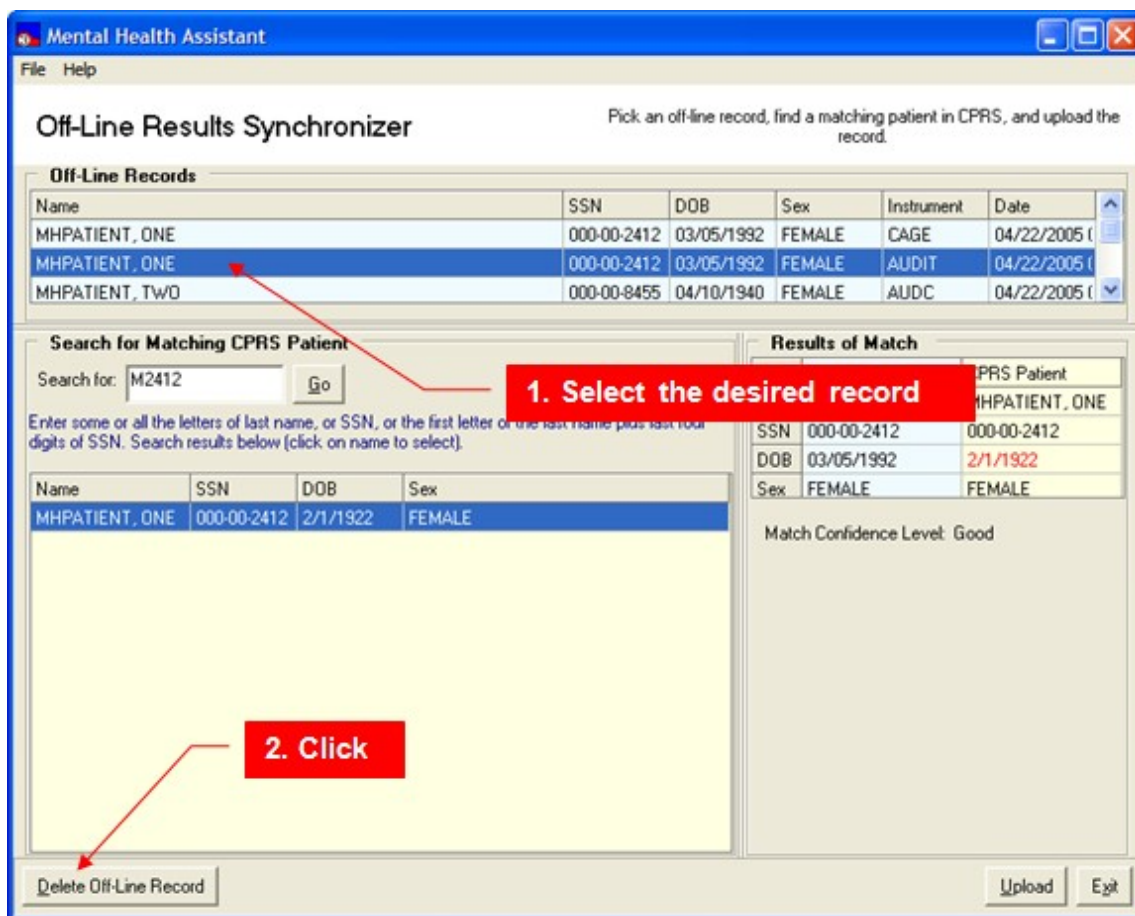 Mental Health Assistant
File Help
Off-Line Results Synchronizer
Pick an off-line record, find a matching patient in CPRS, and upload the
record.
Off-Line Records
Name SSN DOB Sex Instrument Date
MHPATIENT, ONE 000-00-2412 03/05/1992 FEMALE CAGE 04/22/2005 (
MHPATIENT, ONE 000-00-2412 03/05/1992 FEMALE AUDIT 04/22/2005 (
MHPATIENT, TWO 000-00-8455 04/10/1940 FEMALE AUDC 04/22/2005 (
Search for Matching CPRS Patient
Search for: M2412 Go
Enter some or all the letters of last name, or SSN, or the first letter of the last name plus last four
digits of SSN. Search results below (click on name to select).
Name SSN DOB Sex
MHPATIENT, ONE 000-00-2412 2/1/1922 FEMALE
1. Select the desired record
Results of Match
CPRS Patient
MHPATIENT, ONE
SSN 000-00-2412 000-00-2412
DOB 03/05/1992 2/1/1922
Sex FEMALE FEMALE
Match Confidence Level: Good
2. Click
Delete Off-Line Record Upload Exit